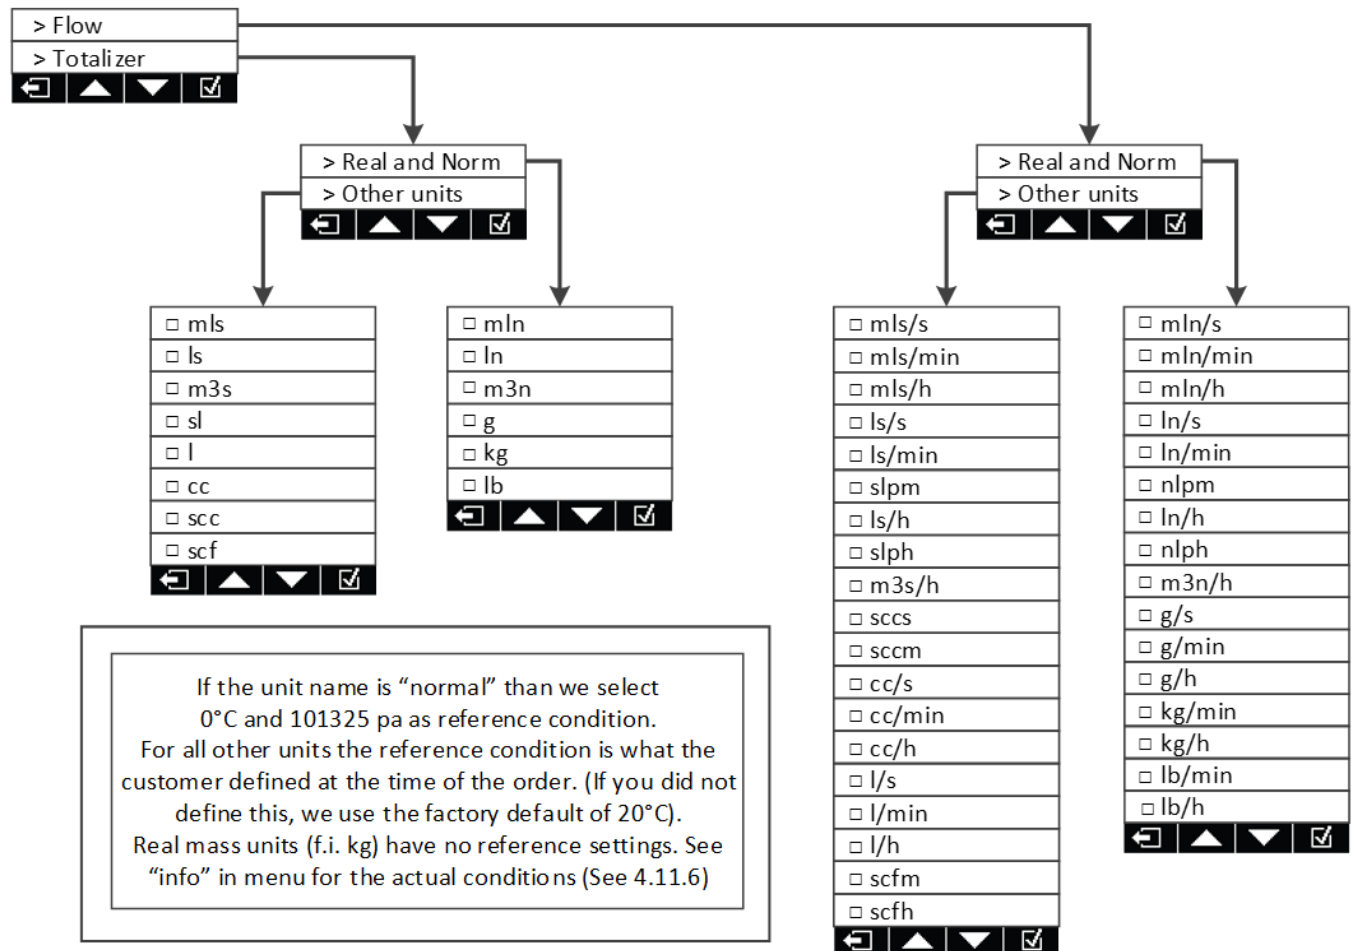 > Flow
> Totalizer
> Real and Norm
> Other units
> Real and Norm
> Other units
mls
ls
m3s
sl
l
cc
scc
scf
mln
ln
m3n
g
kg
lb
mls/s
mls/min
mls/h
ls/s
ls/min
slpm
ls/h
slph
m3s/h
sccs
sccm
cc/s
cc/min
cc/h
l/s
l/min
l/h
scfm
scfh
mln/s
mln/min
mln/h
ln/s
ln/min
nlpm
ln/h
nlph
m3n/h
g/s
g/min
g/h
kg/min
kg/h
lb/min
lb/h
If the unit name is “normal” than we select
0°C and 101325 pa as reference condition.
For all other units the reference condition is what the
customer defined at the time of the order. (If you did not
define this, we use the factory default of 20°C).
Real mass units (f.i. kg) have no reference settings. See
“info” in menu for the actual conditions (See 4.11.6)